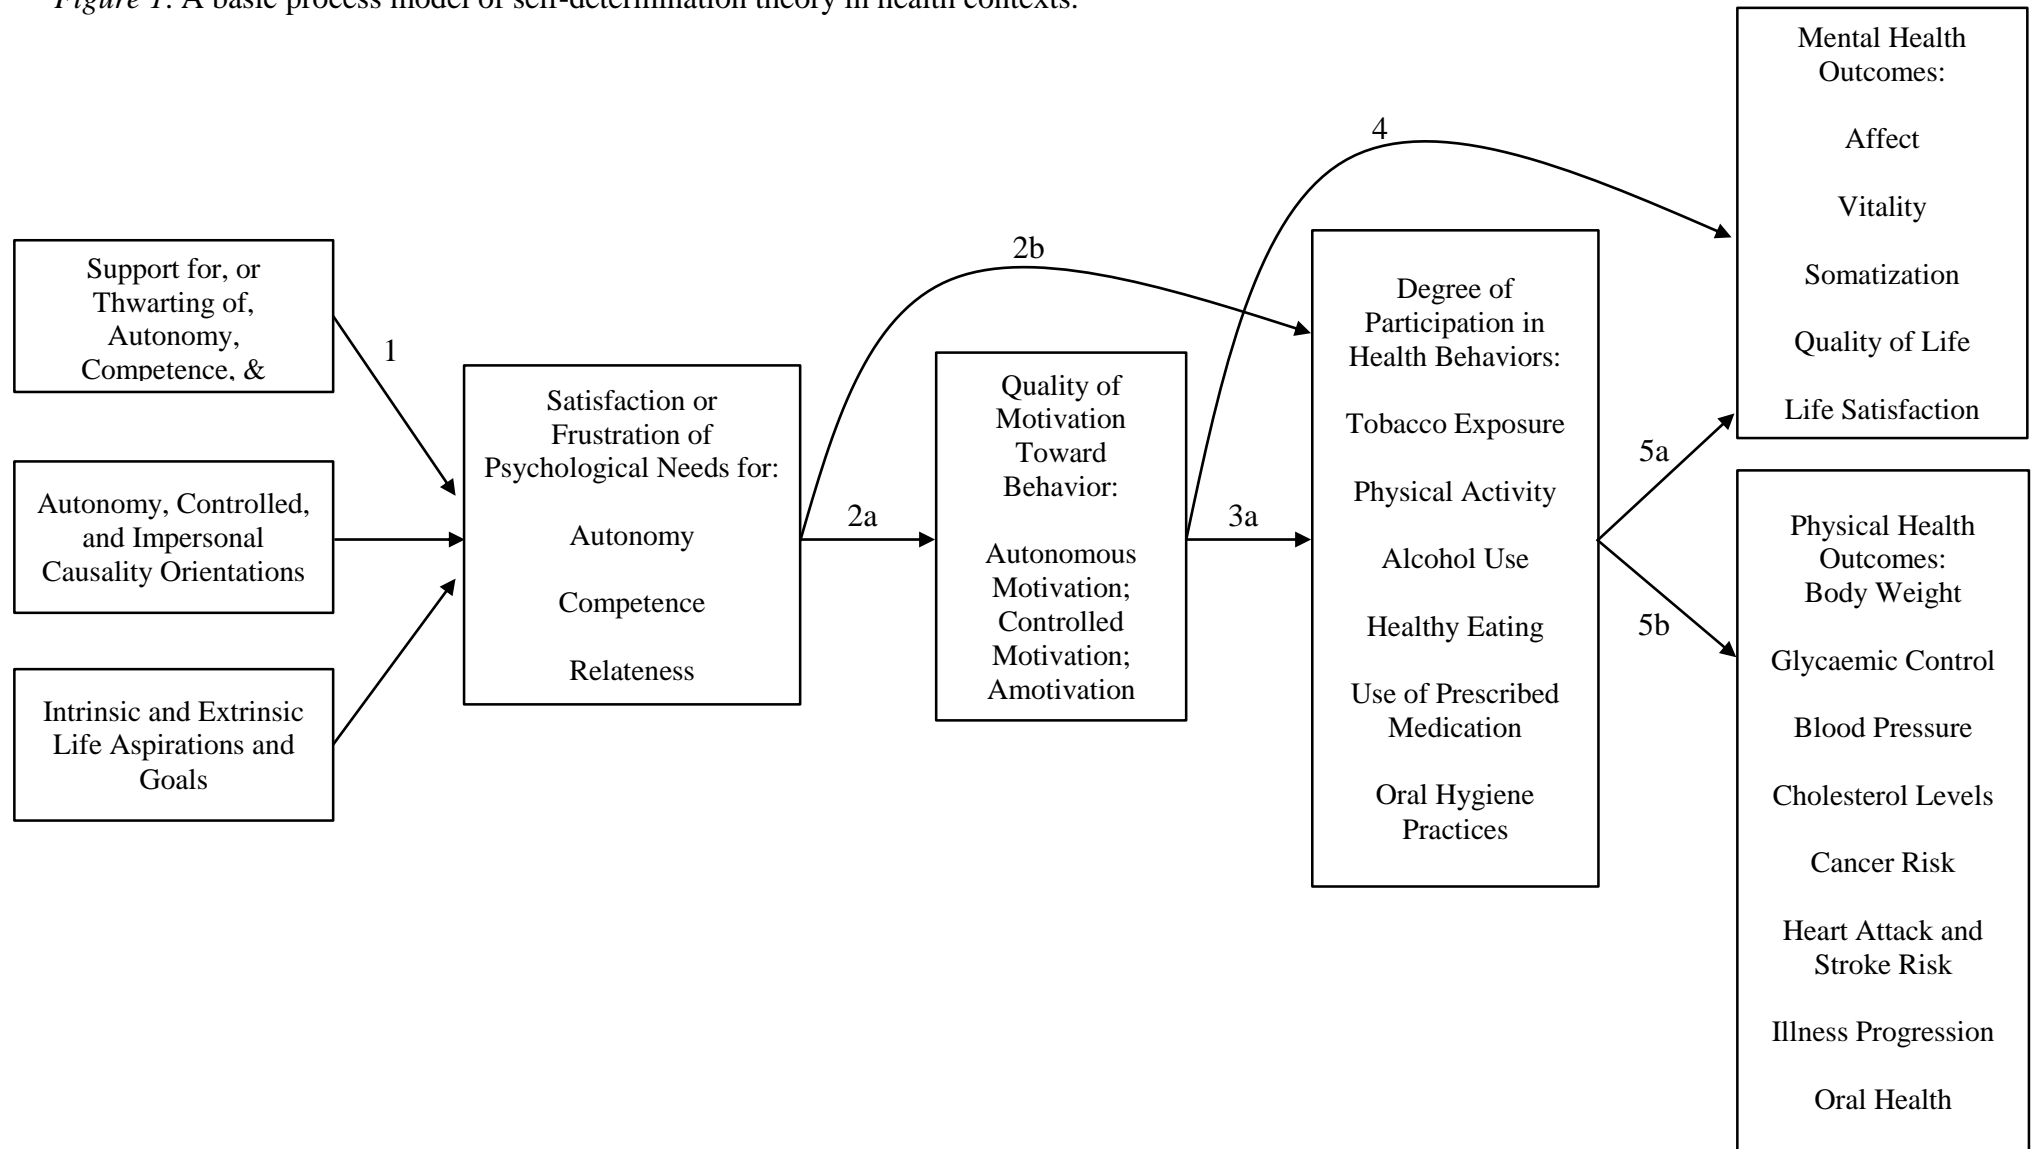 Figure 1. A basic process model of self-determination theory in health contexts.
Support for, or
Thwarting of,
Autonomy,
Competence, &
Autonomy, Controlled,
and Impersonal
Causality Orientations
Intrinsic and Extrinsic
Life Aspirations and
Goals
1
Satisfaction or
Frustration of
Psychological Needs for:
Autonomy
Competence
Relateness
2a
2b
Quality of
Motivation
Toward
Behavior:
Autonomous
Motivation;
Controlled
Motivation;
Amotivation
3a
4
Degree of
Participation in
Health Behaviors:
Tobacco Exposure
Physical Activity
Alcohol Use
Healthy Eating
Use of Prescribed
Medication
Oral Hygiene
Practices
5a
5b
Mental Health
Outcomes:
Affect
Vitality
Somatization
Quality of Life
Life Satisfaction
Physical Health
Outcomes:
Body Weight
Glycaemic Control
Blood Pressure
Cholesterol Levels
Cancer Risk
Heart Attack and
Stroke Risk
Illness Progression
Oral Health